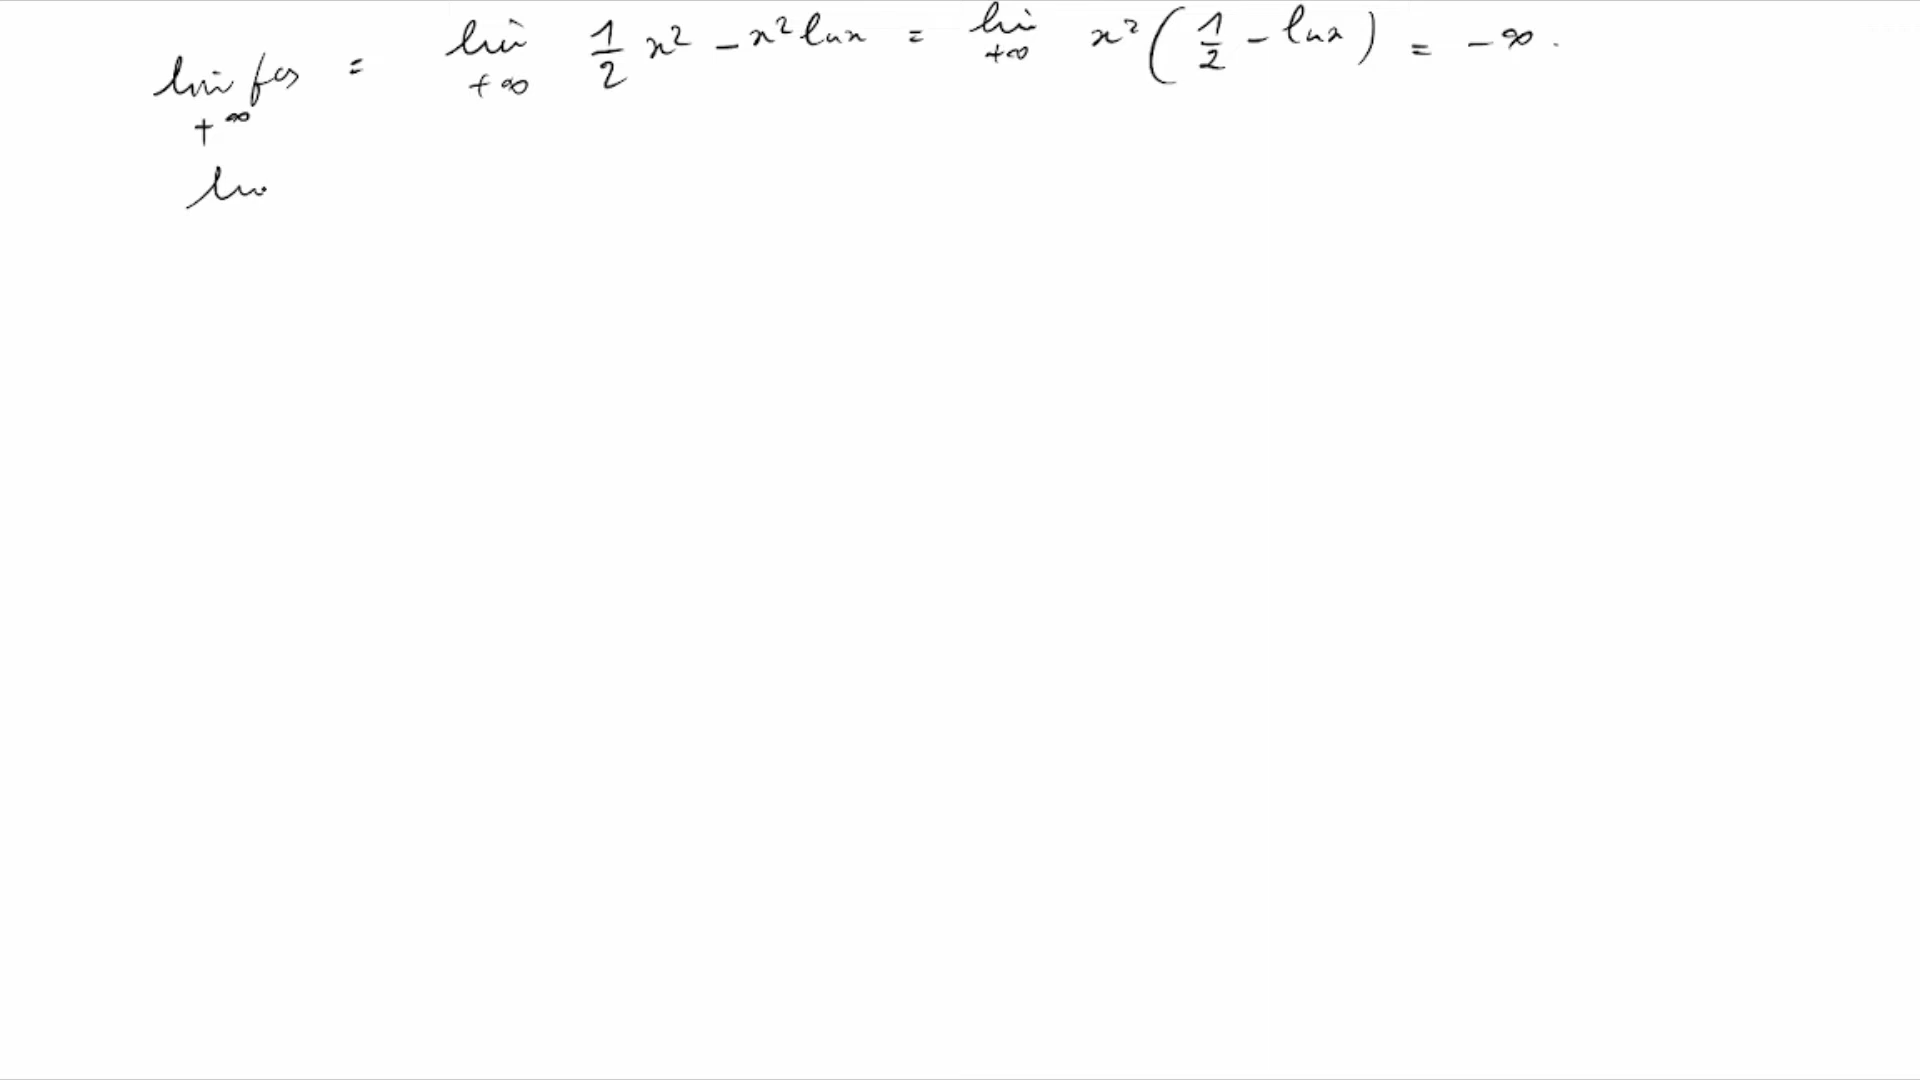 lim f(x) = lim 1/2 x² - x² ln x = lim x² ( 1/2 - ln x ) = - ∞ .
+∞ +∞ +∞
lim